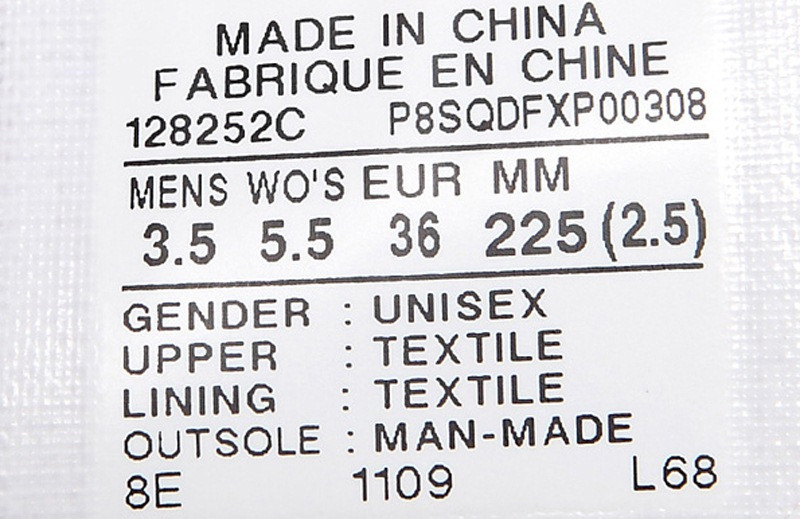 MADE IN CHINA
FABRIQUE EN CHINE
128252C P8SQDFXP00308
MENS WO'S EUR MM
3.5 5.5 36 225 (2.5)
GENDER : UNISEX
UPPER : TEXTILE
LINING : TEXTILE
OUTSOLE : MAN-MADE
8E 1109 L68